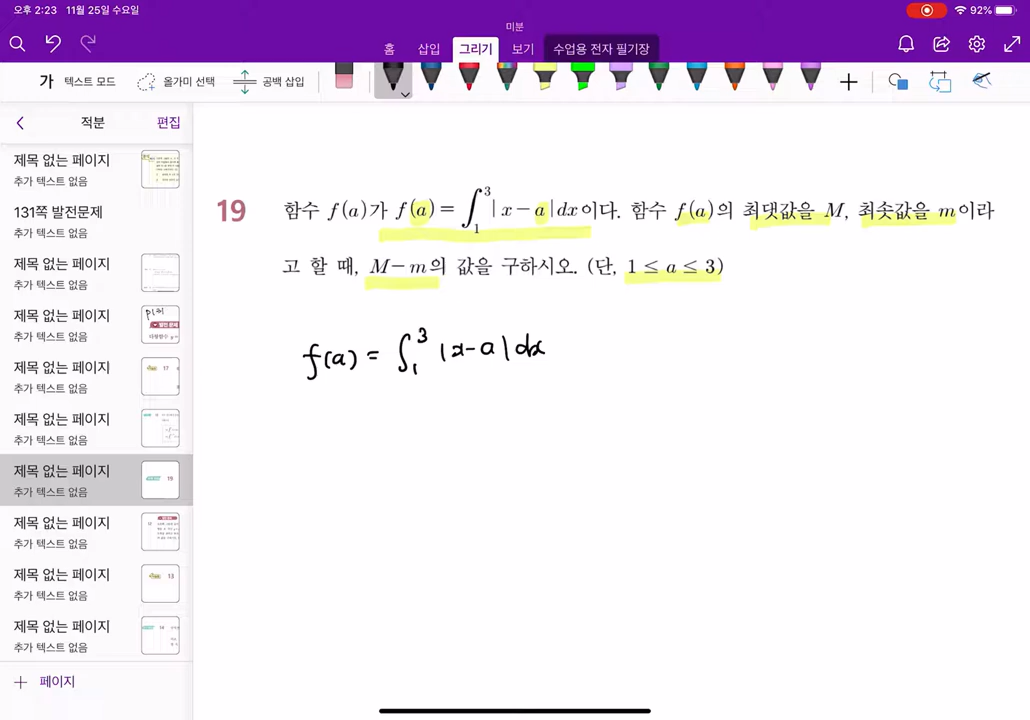 오후 2:23 11월 25일 수요일
92%
미분
홈 삽입 그리기 보기 수업용 전자 필기장
가 텍스트 모드 올가미 선택 공백 삽입
적분 편집
제목 없는 페이지
추가 텍스트 없음
131쪽 발전문제
추가 텍스트 없음
제목 없는 페이지
추가 텍스트 없음
제목 없는 페이지
추가 텍스트 없음
제목 없는 페이지
추가 텍스트 없음
제목 없는 페이지
추가 텍스트 없음
제목 없는 페이지
추가 텍스트 없음
제목 없는 페이지
추가 텍스트 없음
제목 없는 페이지
추가 텍스트 없음
제목 없는 페이지
추가 텍스트 없음
페이지
19 함수 f(a)가 f(a)=∫₁³|x−a|dx이다. 함수 f(a)의 최댓값을 M, 최솟값을 m이라
고 할 때, M−m의 값을 구하시오. (단, 1≤a≤3)
f(a) = ∫₁³ |x-a| dx